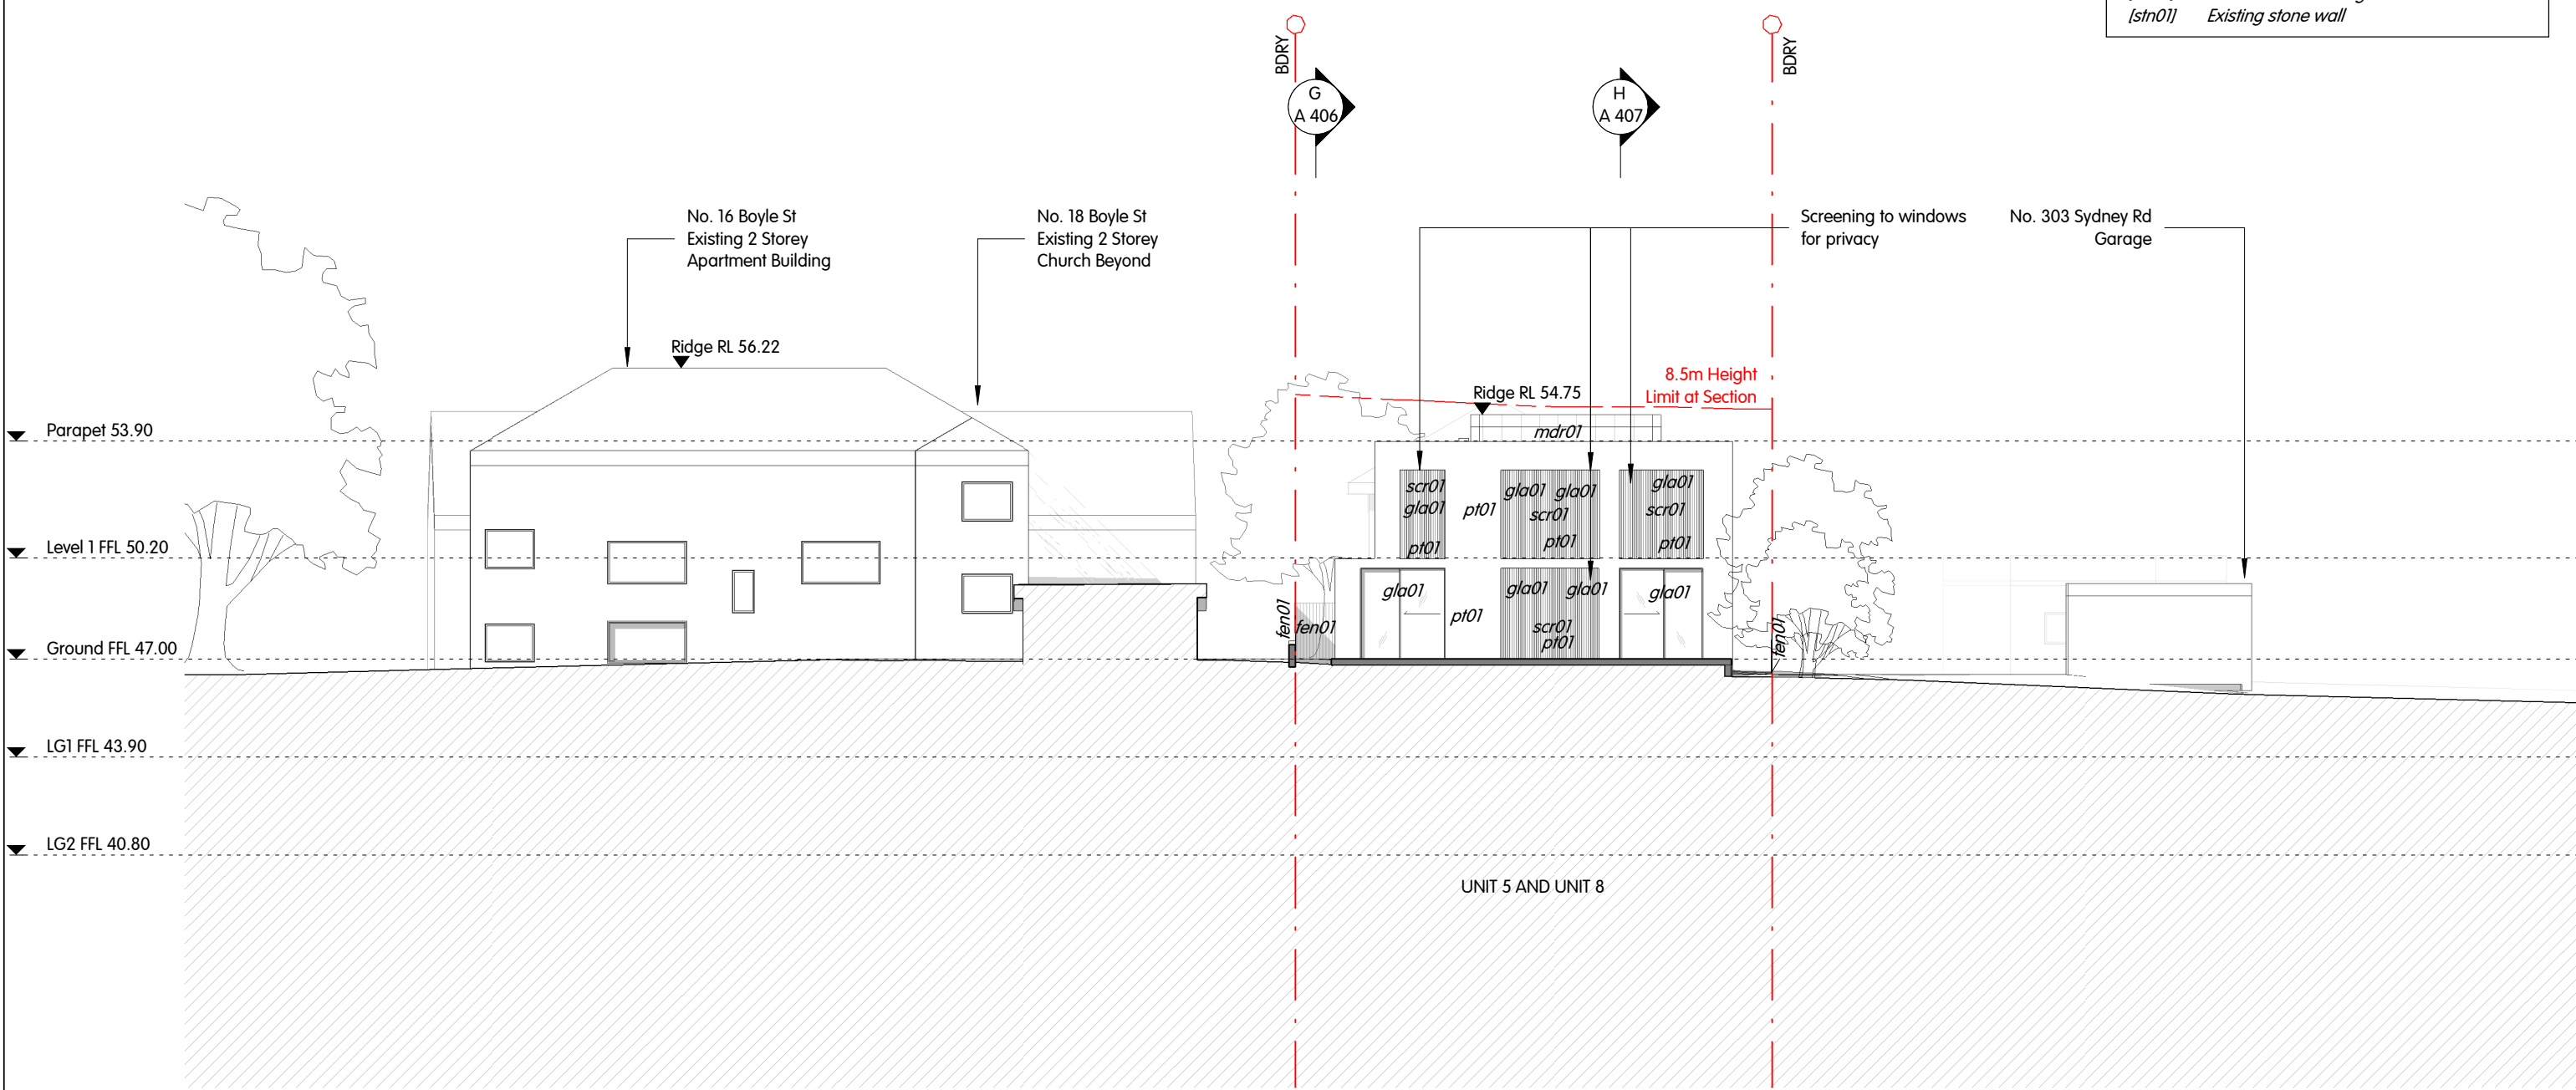 [stn01] Existing stone wall
BDRY
BDRY
G
A 406
H
A 407
No. 16 Boyle St
Existing 2 Storey
Apartment Building
No. 18 Boyle St
Existing 2 Storey
Church Beyond
Screening to windows
for privacy
No. 303 Sydney Rd
Garage
Ridge RL 56.22
8.5m Height
Limit at Section
Ridge RL 54.75
Parapet 53.90
mdr01
scr01
gla01
pt01
pt01
gla01 gla01
scr01
pt01
gla01
scr01
pt01
Level 1 FFL 50.20
gla01
pt01
gla01 gla01
scr01
pt01
gla01
fen01
fen01
fen01
Ground FFL 47.00
LG1 FFL 43.90
LG2 FFL 40.80
UNIT 5 AND UNIT 8